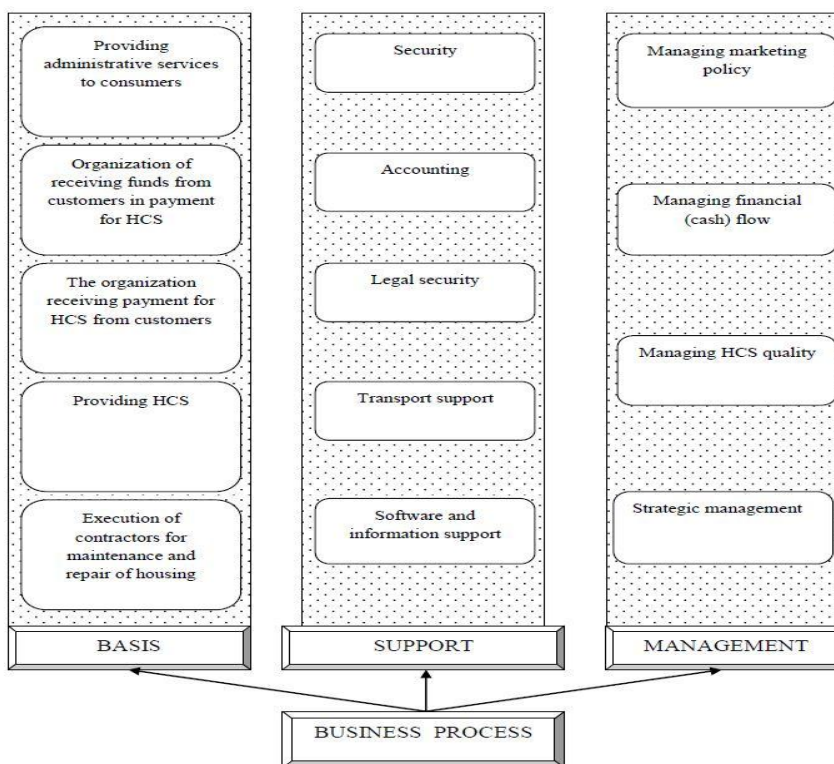 Providing
administrative services
to consumers
Organization of
receiving funds from
customers in payment
for HCS
The organization
receiving payment for
HCS from customers
Providing HCS
Execution of
contractors for
maintenance and
repair of housing
BASIS
Security
Accounting
Legal security
Transport support
Software and
information support
SUPPORT
Managing marketing
policy
Managing financial
(cash) flow
Managing HCS quality
Strategic management
MANAGEMENT
BUSINESS PROCESS